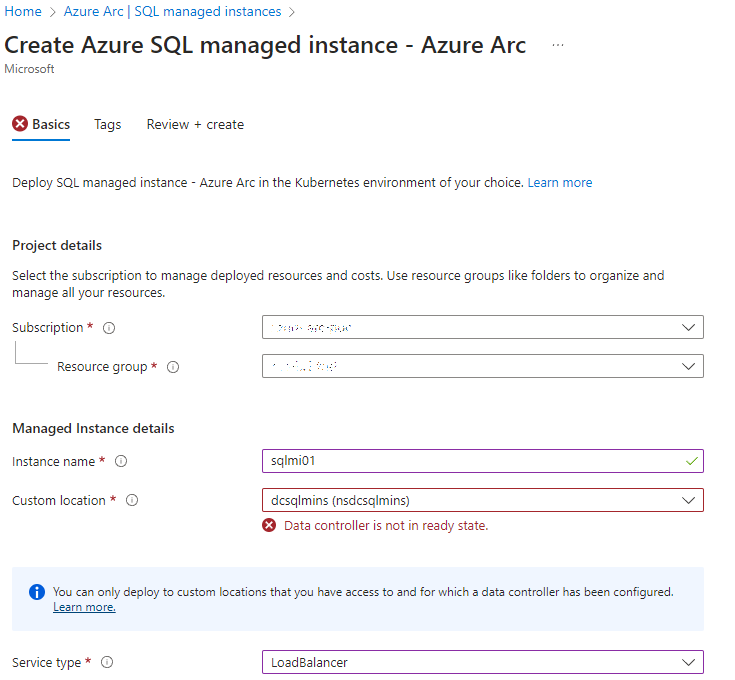 Home > Azure Arc | SQL managed instances >
Create Azure SQL managed instance - Azure Arc ...
Microsoft
Basics Tags Review + create
Deploy SQL managed instance - Azure Arc in the Kubernetes environment of your choice. Learn more
Project details
Select the subscription to manage deployed resources and costs. Use resource groups like folders to organize and
manage all your resources.
Subscription *
Resource group *
Managed Instance details
Instance name * sqlmi01
Custom location * dcsqlmins (nsdcsqlmins)
Data controller is not in ready state.
You can only deploy to custom locations that you have access to and for which a data controller has been configured.
Learn more.
Service type * LoadBalancer